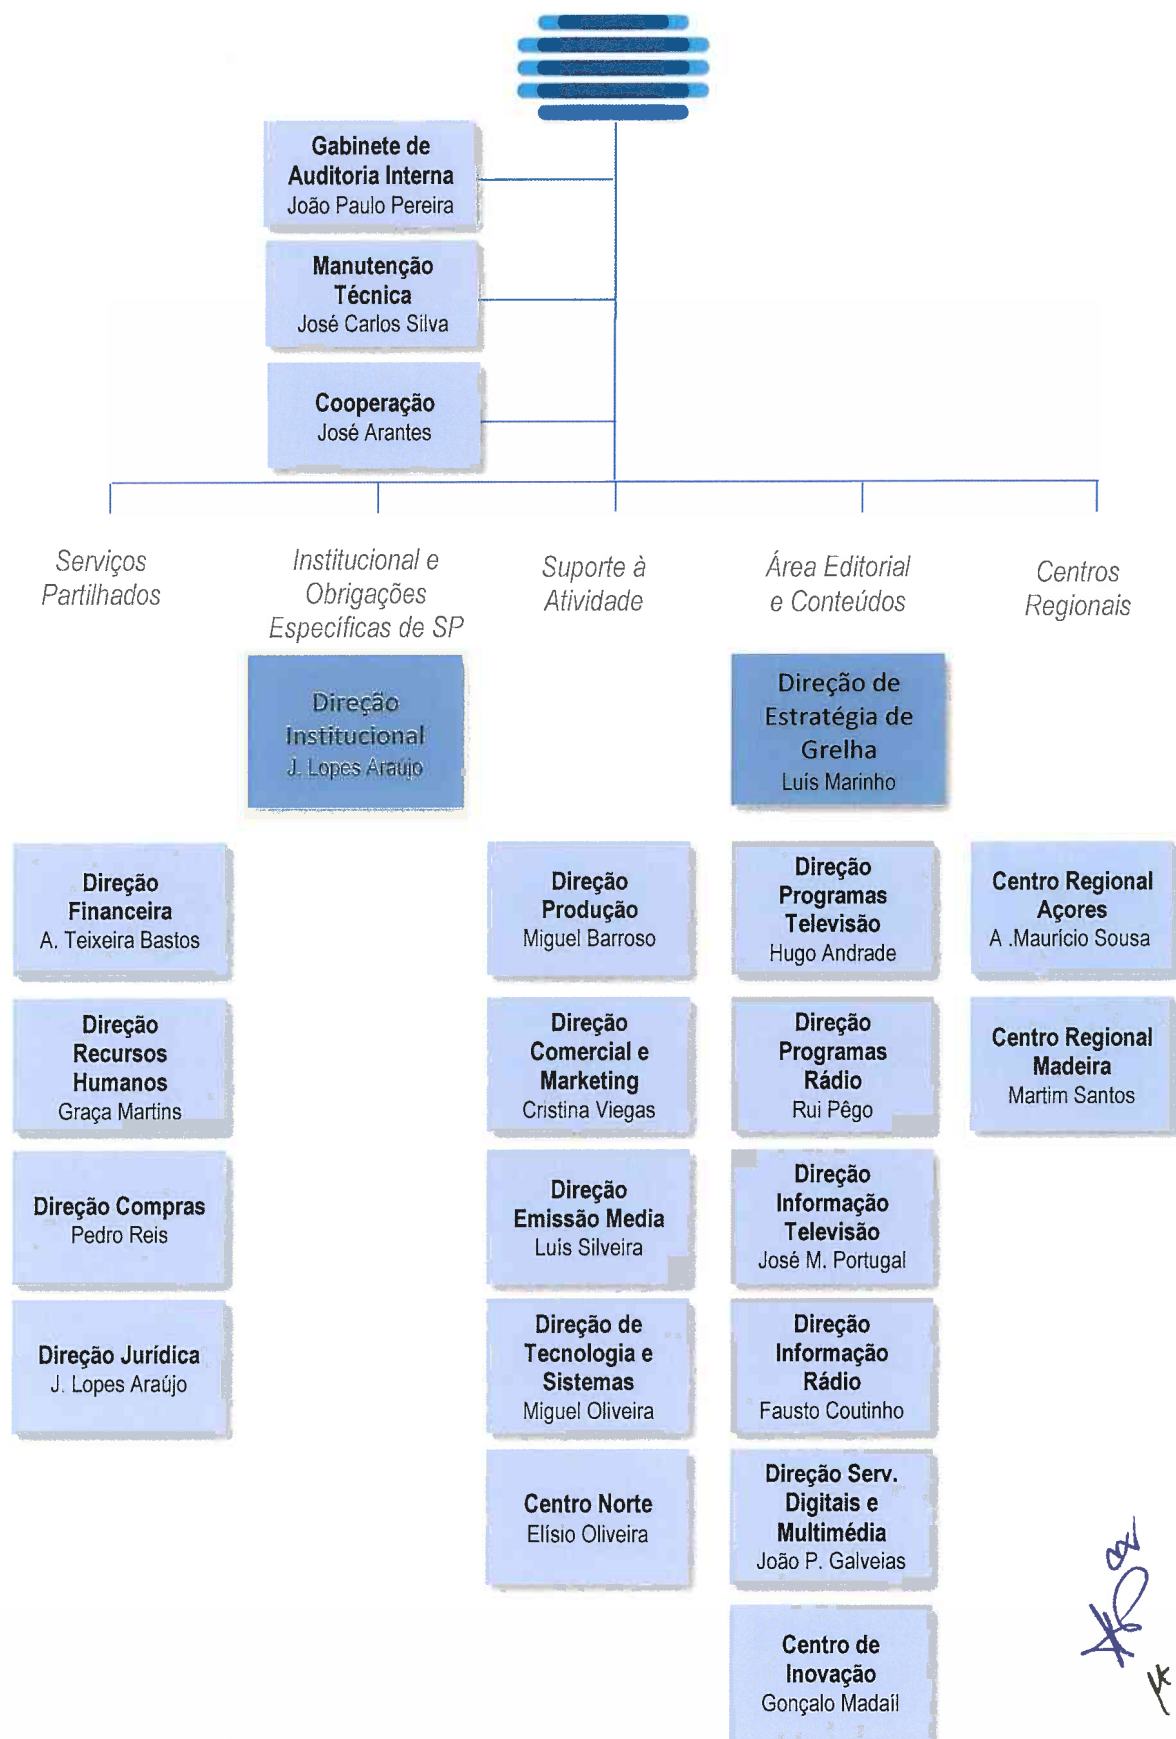 Gabinete de
Auditoria Interna
João Paulo Pereira
Manutenção
Técnica
José Carlos Silva
Cooperação
José Arantes
Serviços
Partilhados
Institucional e
Obrigações
Específicas de SP
Suporte à
Atividade
Área Editorial
e Conteúdos
Centros
Regionais
Direção
Institucional
J. Lopes Araújo
Direção de
Estratégia de
Grelha
Luís Marinho
Direção
Financeira
A. Teixeira Bastos
Direção
Recursos
Humanos
Graça Martins
Direção Compras
Pedro Reis
Direção Jurídica
J. Lopes Araújo
Direção
Produção
Miguel Barroso
Direção
Comercial e
Marketing
Cristina Viegas
Direção
Emissão Media
Luís Silveira
Direção de
Tecnologia e
Sistemas
Miguel Oliveira
Centro Norte
Elísio Oliveira
Direção
Programas
Televisão
Hugo Andrade
Direção
Programas
Rádio
Rui Pêgo
Direção
Informação
Televisão
José M. Portugal
Direção
Informação
Rádio
Fausto Coutinho
Direção Serv.
Digitais e
Multimédia
João P. Galveias
Centro de
Inovação
Gonçalo Madaíl
Centro Regional
Açores
A .Maurício Sousa
Centro Regional
Madeira
Martim Santos